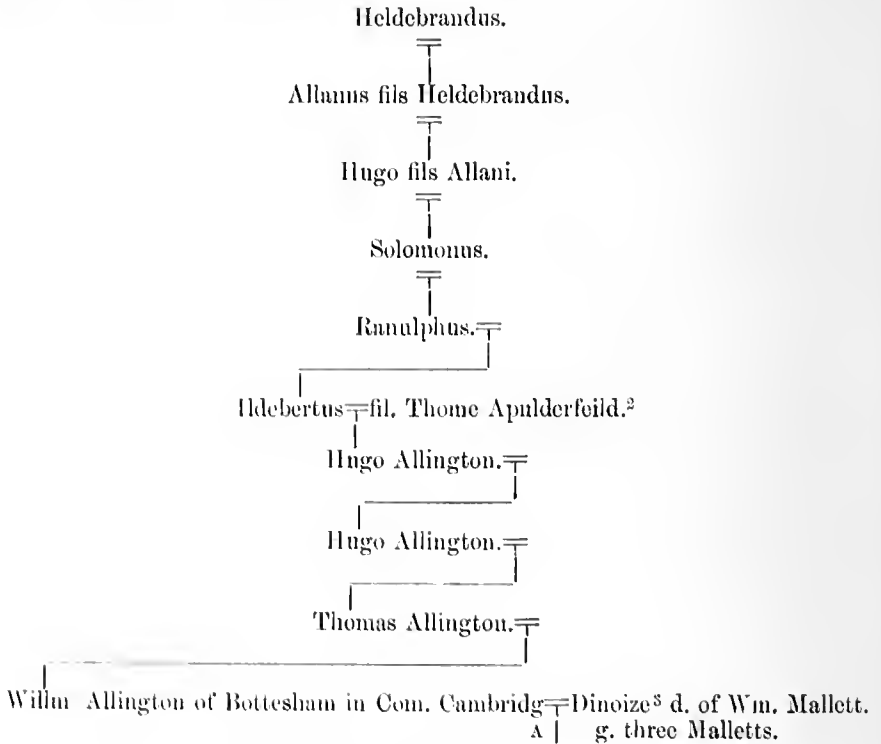 Heldebrandus.
Allanus fils Heldebrandus.
Hugo fils Allani.
Solomonus.
Ranulphus.
Ildebertus fil. Thome Apulderfeild.²
Hugo Allington.
Hugo Allington.
Thomas Allington.
Willm Allington of Bottesham in Com. Cambridg Dinoize³ d. of Wm. Mallett.
A g. three Malletts.